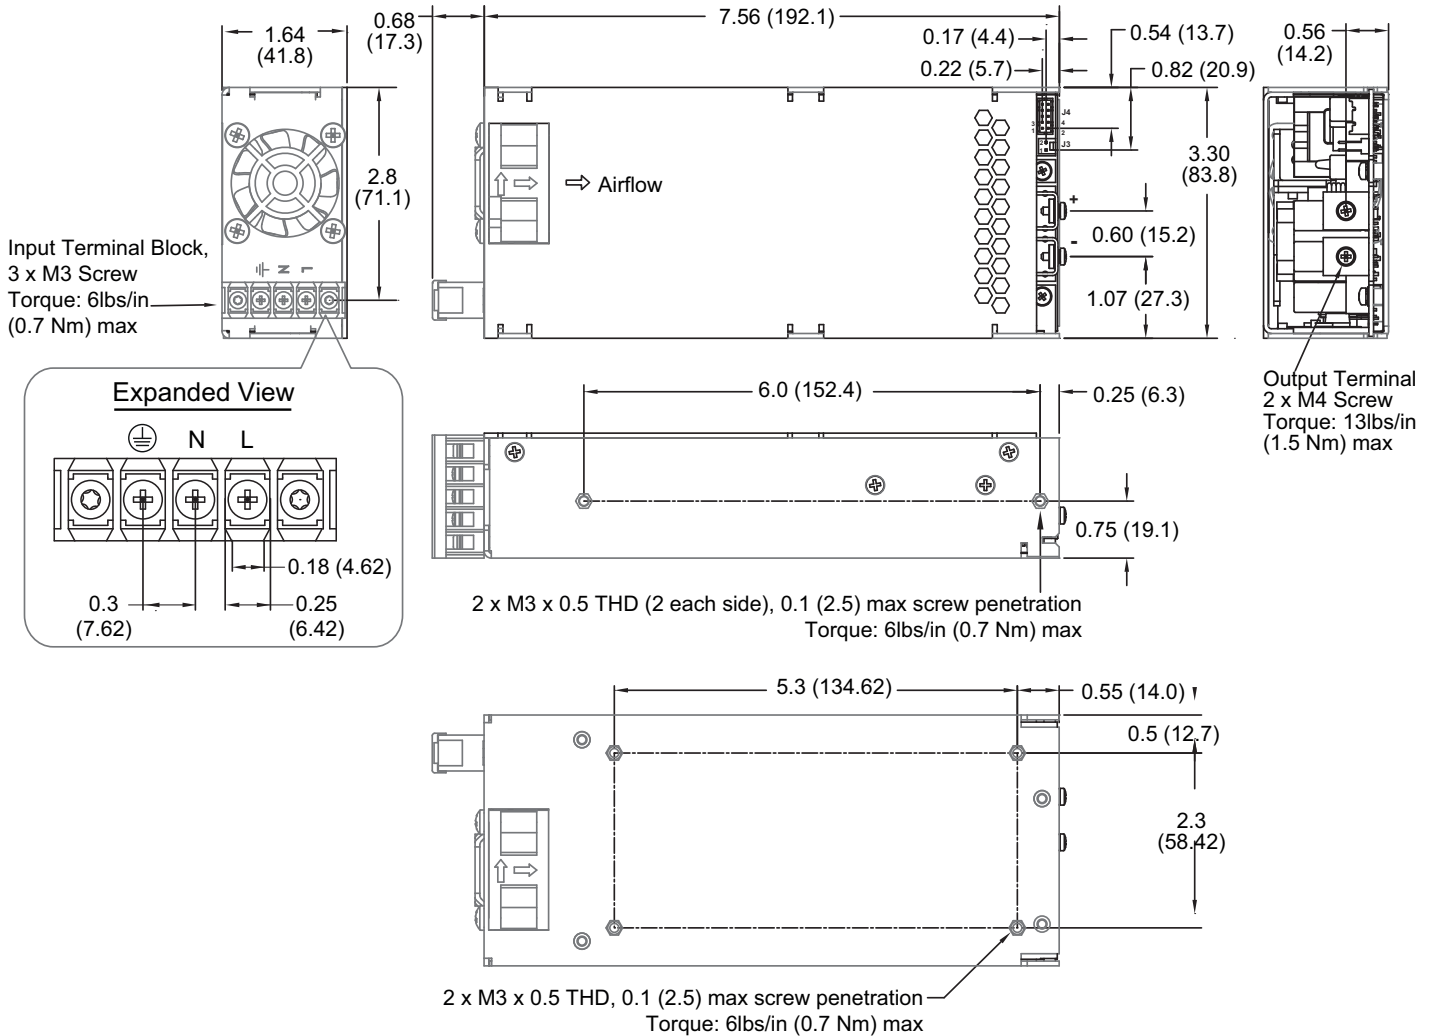 1.64
(41.8)
0.68
(17.3)
7.56 (192.1)
0.17 (4.4)
0.22 (5.7)
0.54 (13.7)
0.82 (20.9)
0.56
(14.2)
2.8
(71.1)
Airflow
J4
3 4
1 2
J3
2
1
+
-
3.30
(83.8)
0.60 (15.2)
1.07 (27.3)
N L
Input Terminal Block,
3 x M3 Screw
Torque: 6lbs/in
(0.7 Nm) max
Output Terminal
2 x M4 Screw
Torque: 13lbs/in
(1.5 Nm) max
Expanded View
N L
0.18 (4.62)
0.3
(7.62)
0.25
(6.42)
6.0 (152.4)
0.25 (6.3)
0.75 (19.1)
2 x M3 x 0.5 THD (2 each side), 0.1 (2.5) max screw penetration
Torque: 6lbs/in (0.7 Nm) max
5.3 (134.62)
0.55 (14.0)
0.5 (12.7)
2.3
(58.42)
2 x M3 x 0.5 THD, 0.1 (2.5) max screw penetration
Torque: 6lbs/in (0.7 Nm) max